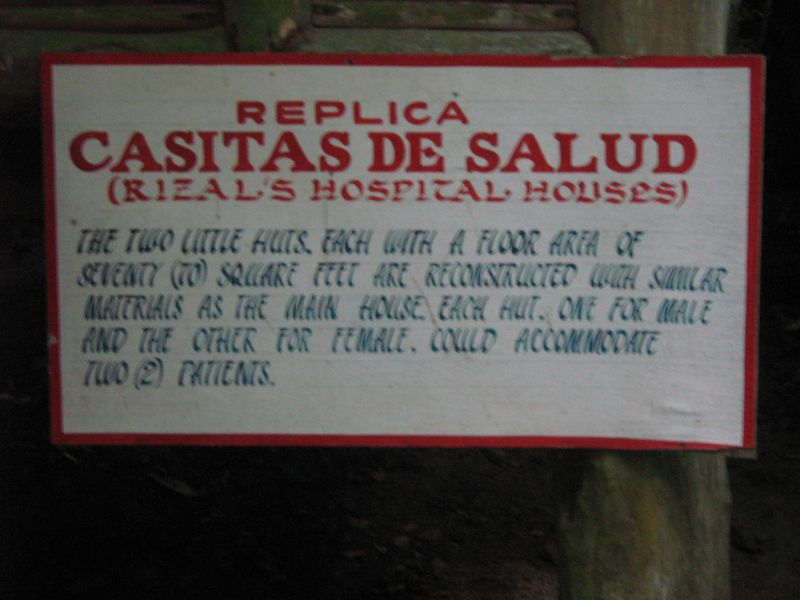 REPLICA
CASITAS DE SALUD
(RIZAL'S HOSPITAL HOUSES)
THE TWO LITTLE HUTS, EACH WITH A FLOOR AREA OF
SEVENTY (70) SQUARE FEET ARE RECONSTRUCTED WITH SIMILAR
MATERIALS AS THE MAIN HOUSE. EACH HUT, ONE FOR MALE
AND THE OTHER FOR FEMALE, COULD ACCOMMODATE
TWO (2) PATIENTS.